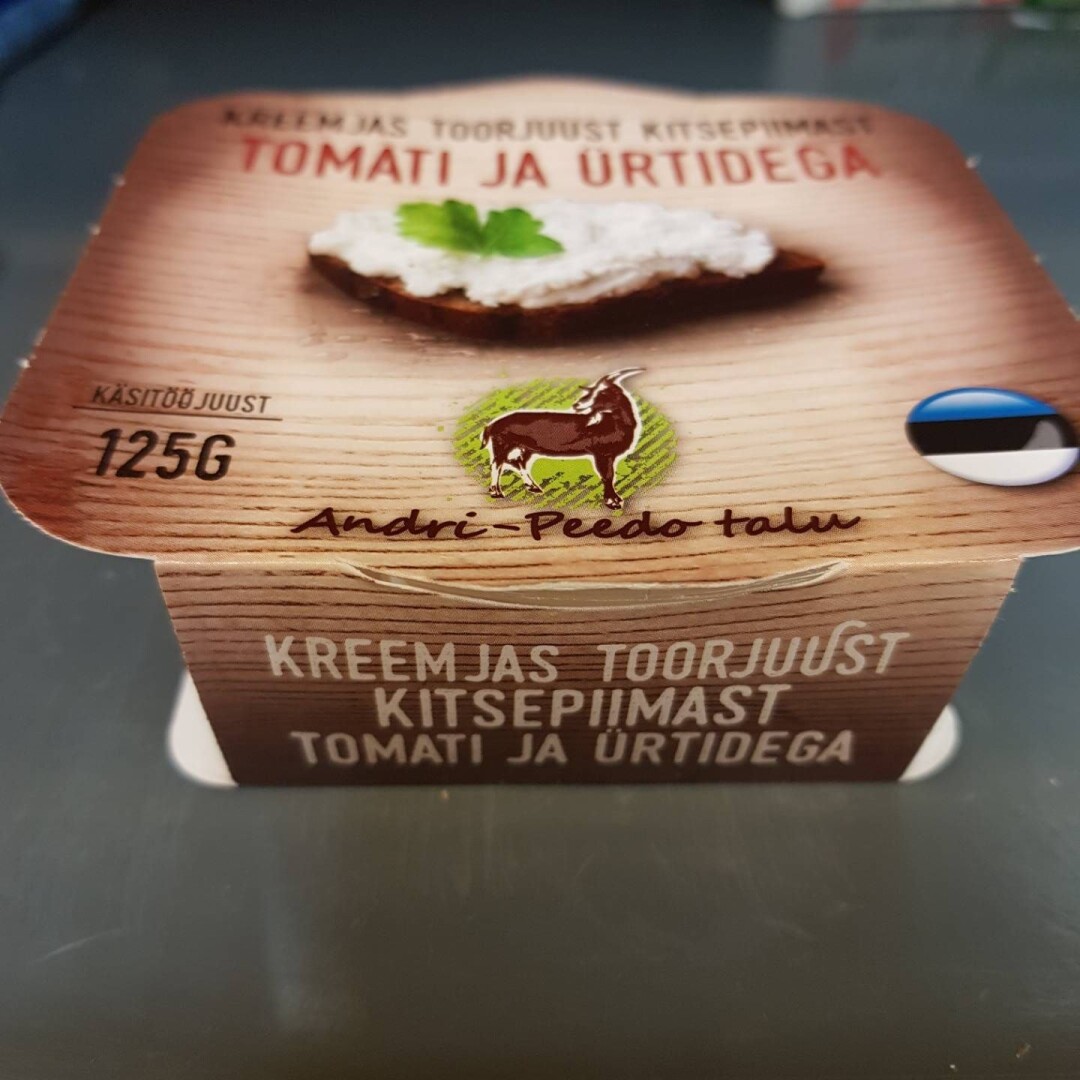 KREEMJAS TOORJUUST KITSEPIIMAST
TOMATI JA ÜRTIDEGA
KÄSITÖÖJUUST
125G
Andri-Peedo talu
KREEMJAS TOORJUUST
KITSEPIIMAST
TOMATI JA ÜRTIDEGA